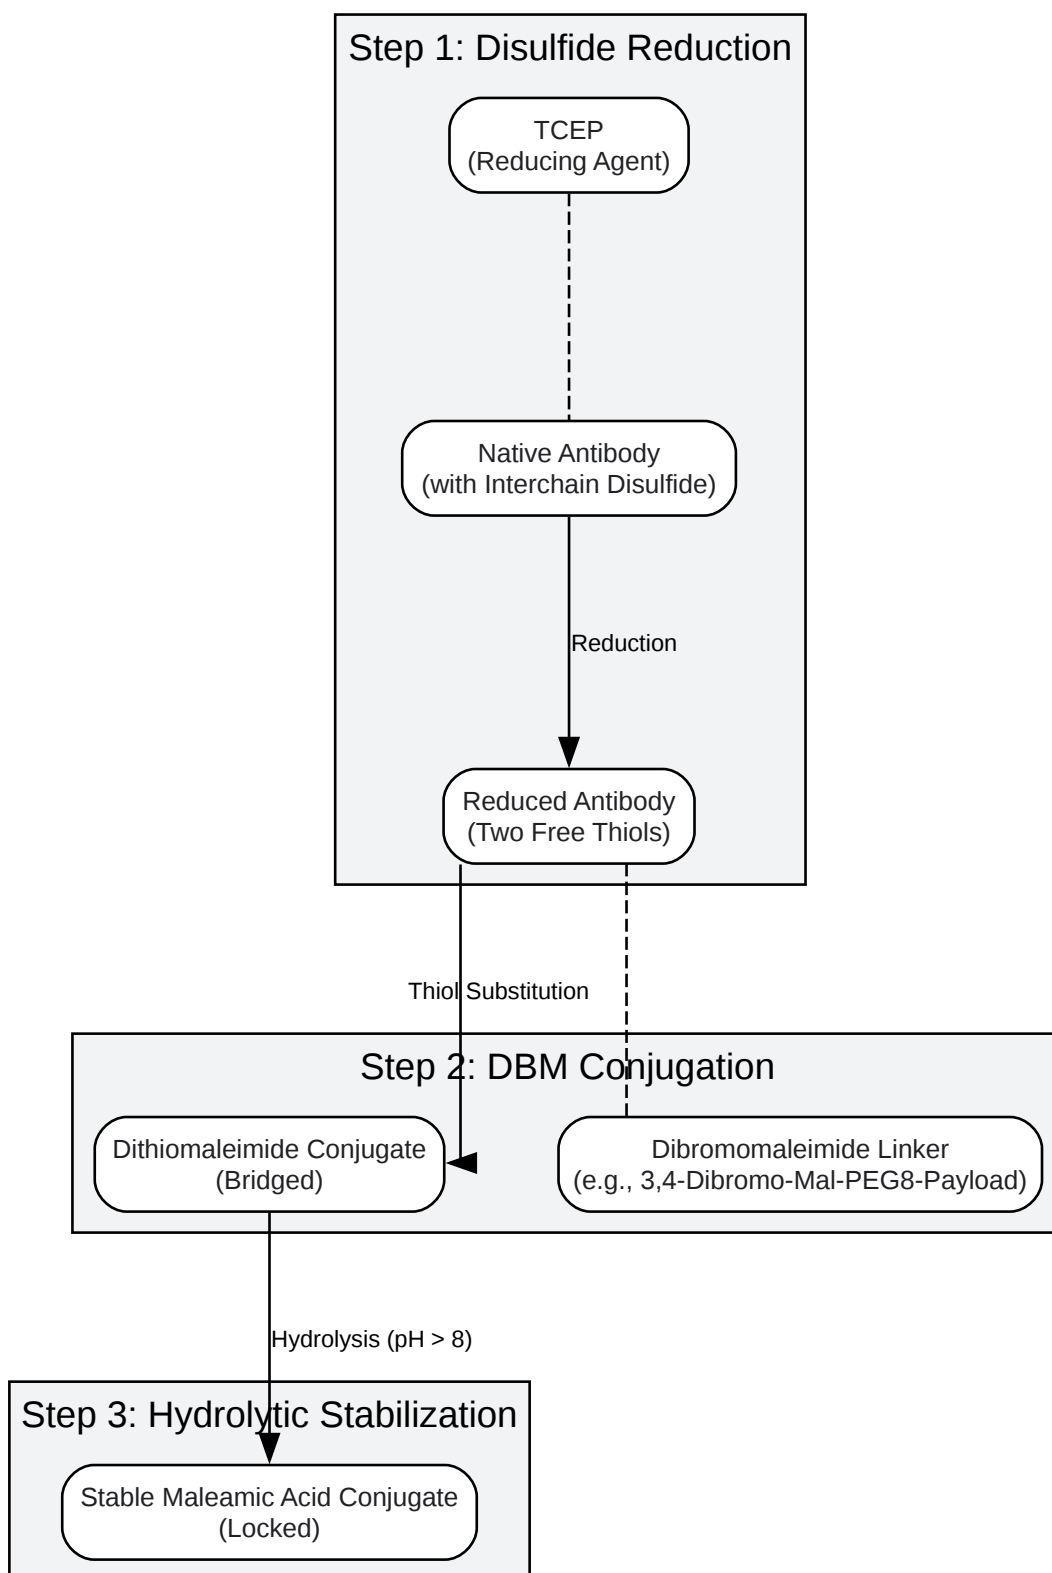 Step 1: Disulfide Reduction
TCEP
(Reducing Agent)
Native Antibody
(with Interchain Disulfide)
Reduction
Reduced Antibody
(Two Free Thiols)
Thiol Substitution
Step 2: DBM Conjugation
Dithiomaleimide Conjugate
(Bridged)
Dibromomaleimide Linker
(e.g., 3,4-Dibromo-Mal-PEG8-Payload)
Hydrolysis (pH > 8)
Step 3: Hydrolytic Stabilization
Stable Maleamic Acid Conjugate
(Locked)